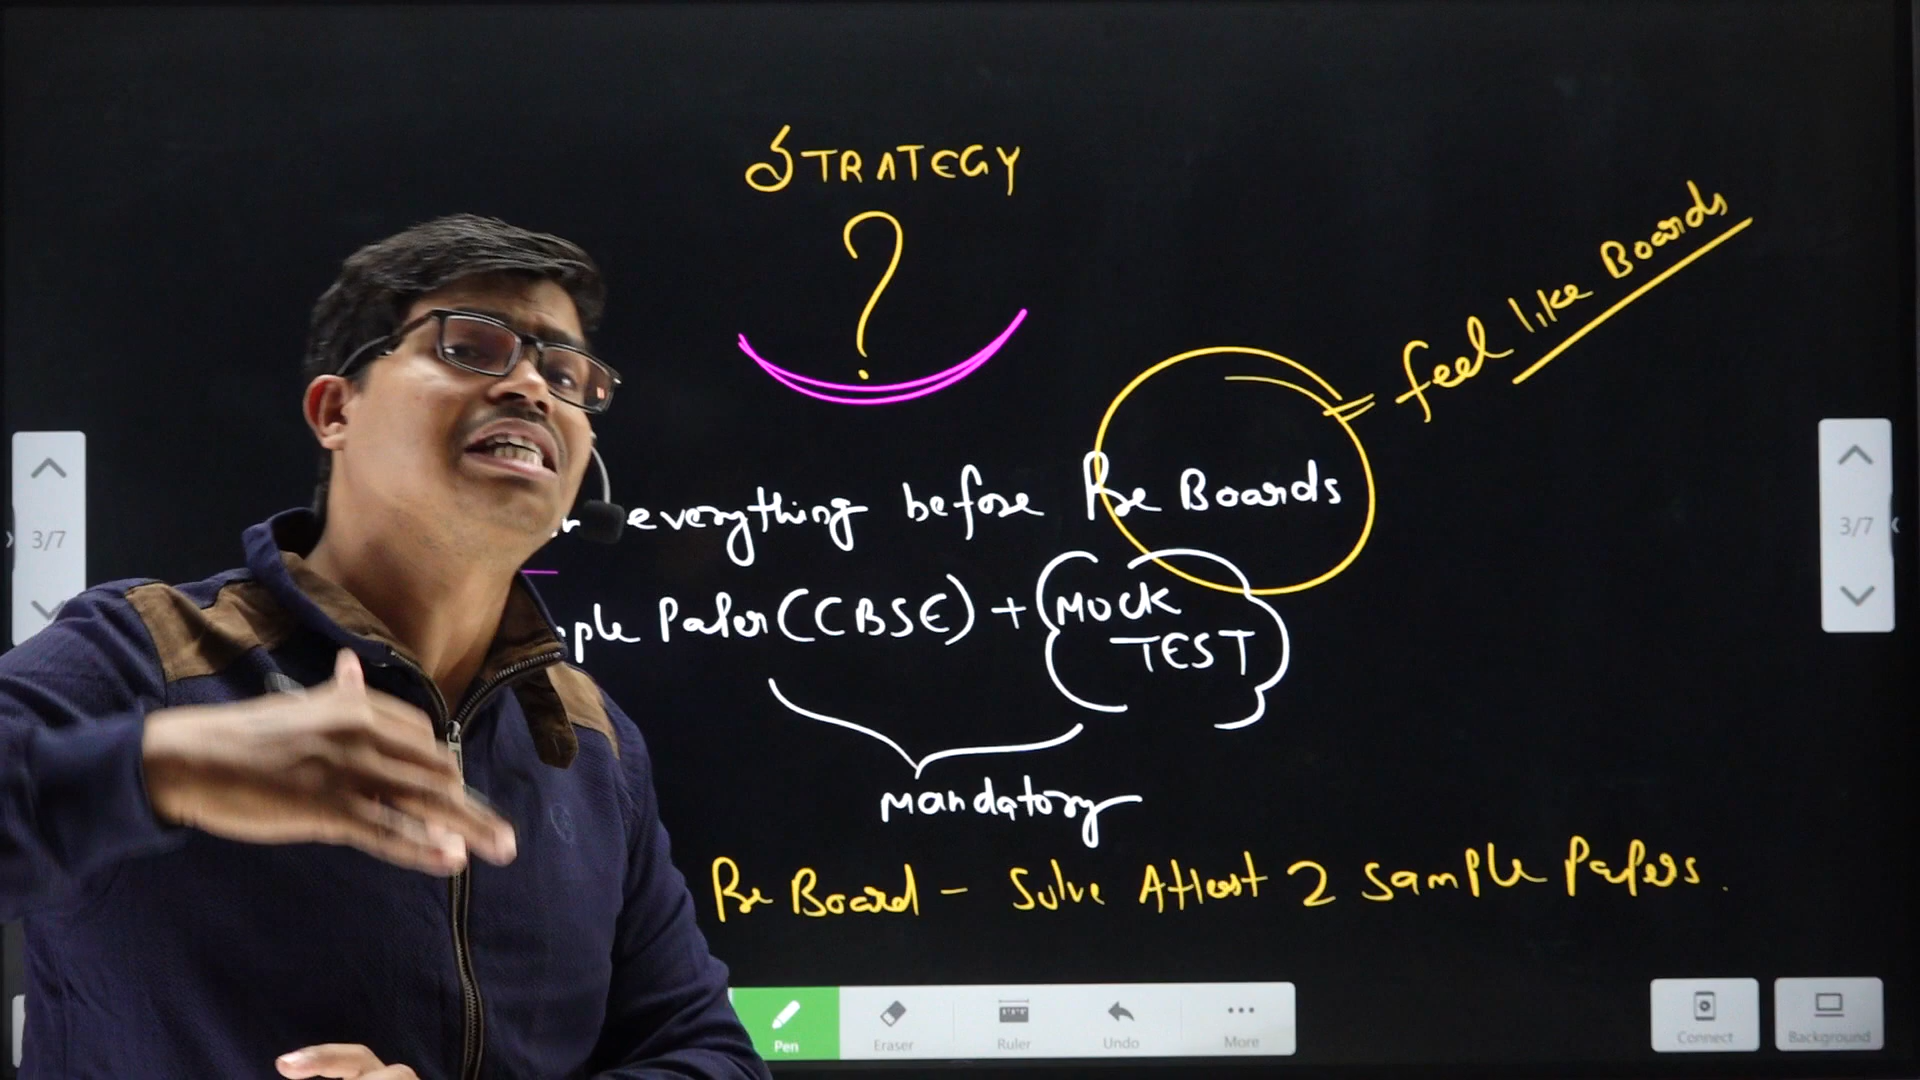 STRATEGY
?
feel like Boards
everything before Pre Boards
ple Paper (CBSE) + (MOCK
TEST)
mandatory
Pre Board - Solve Atleast 2 Sample Papers.
3/7
3/7
Pen
Eraser
Ruler
Undo
More
Connect
Background